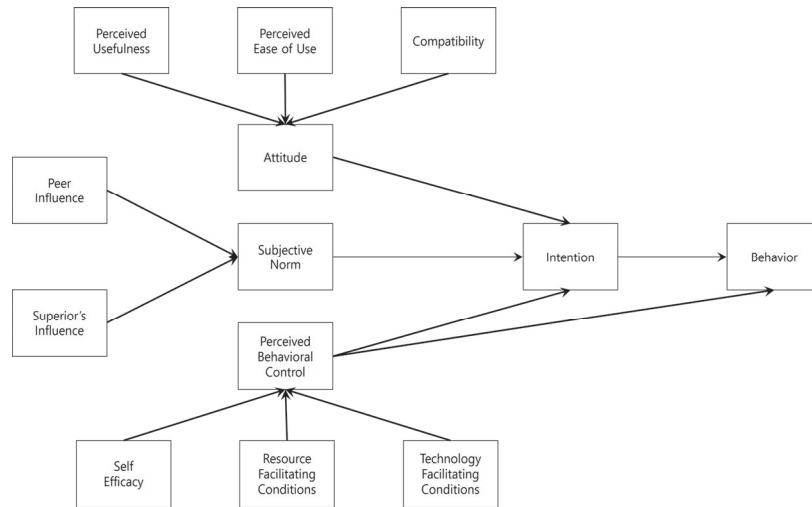 Perceived
Usefulness
Perceived
Ease of Use
Compatibility
Attitude
Peer
Influence
Subjective
Norm
Intention
Behavior
Superior's
Influence
Perceived
Behavioral
Control
Self
Efficacy
Resource
Facilitating
Conditions
Technology
Facilitating
Conditions